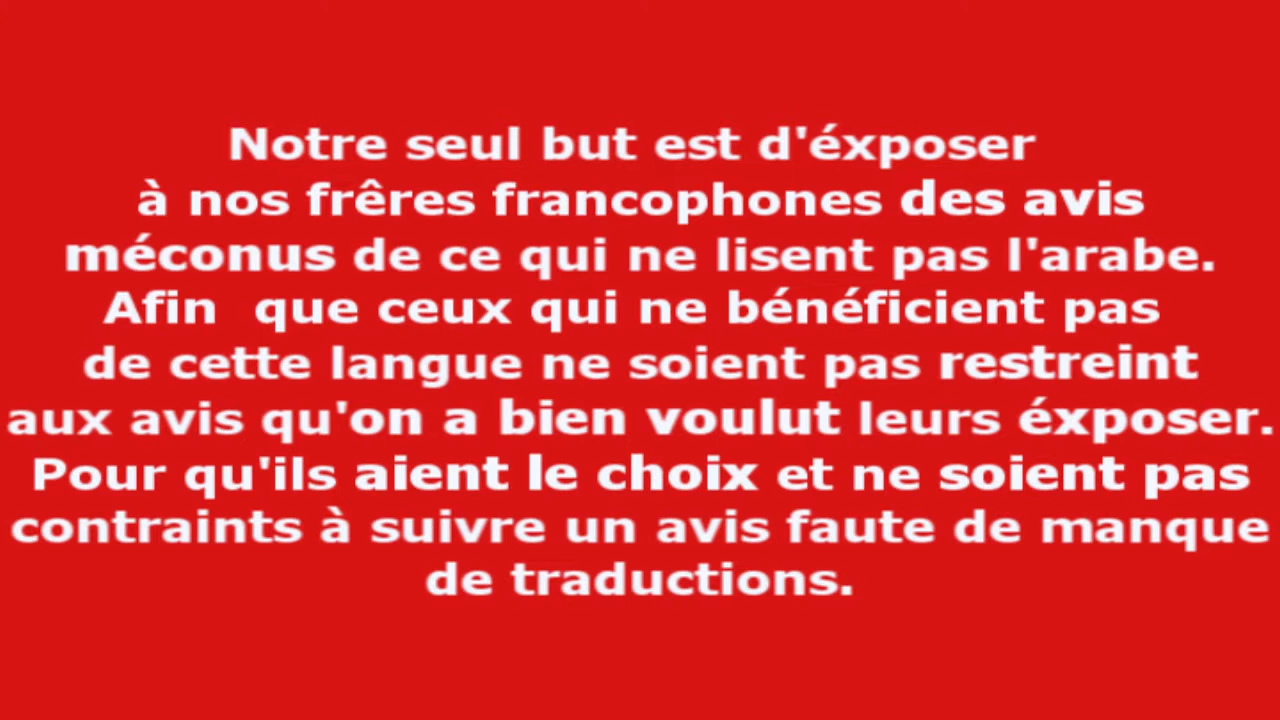 Notre seul but est d'éxposer
à nos frêres francophones des avis
méconus de ce qui ne lisent pas l'arabe.
Afin  que ceux qui ne bénéficient pas
de cette langue ne soient pas restreint
aux avis qu'on a bien voulut leurs éxposer.
Pour qu'ils aient le choix et ne soient pas
contraints à suivre un avis faute de manque
de traductions.